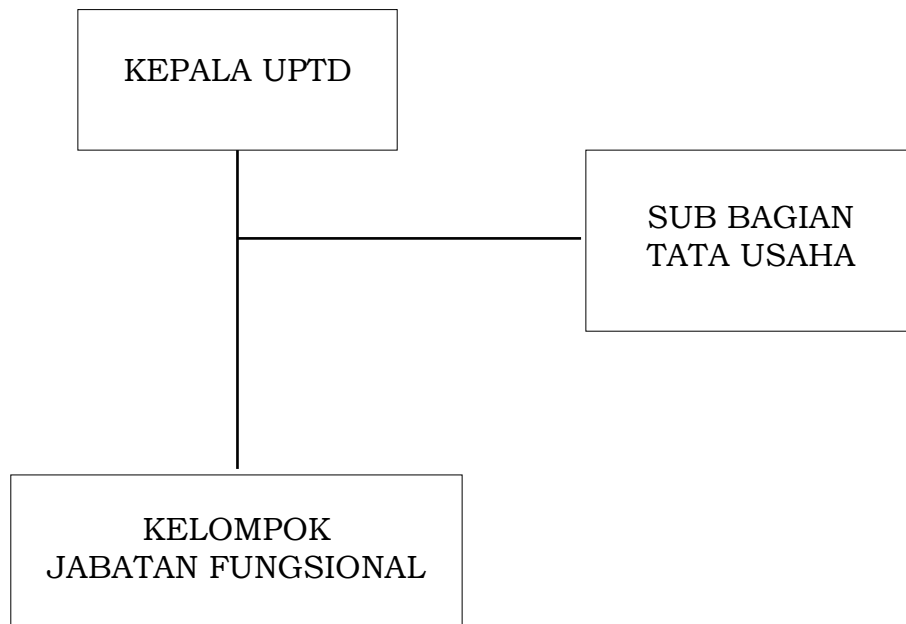 KEPALA UPTD
SUB BAGIAN
TATA USAHA
KELOMPOK
JABATAN FUNGSIONAL